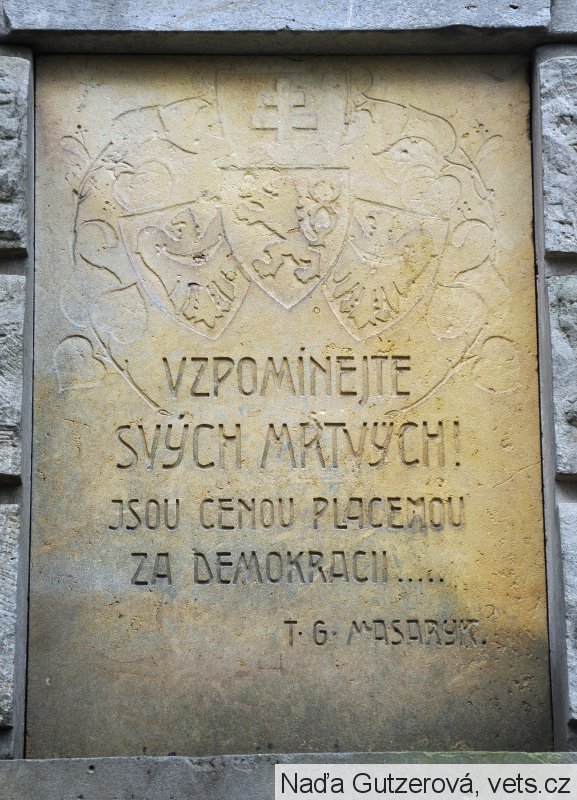 VZPOMÍNEJTE
SVÝCH MRTVÝCH!
JSOU CENOU PLACENOU
ZA DEMOKRACII.....
T. G. MASARYK.
Naďa Gutzerová, vets.cz